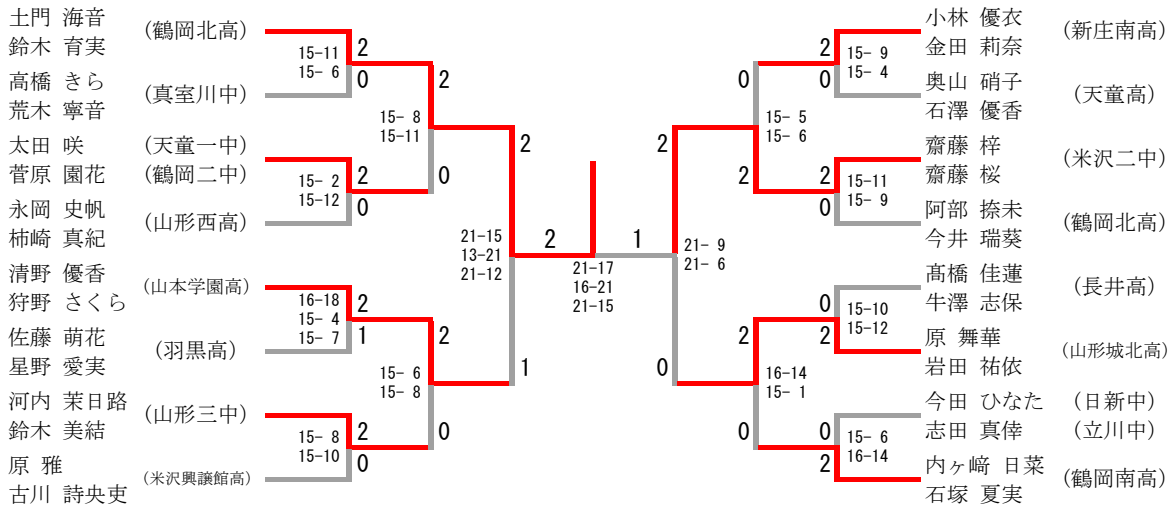 土門 海音
鈴木 育実
(鶴岡北高)
15-11
15- 6
2
0
高橋 きら
荒木 寧音
(真室川中)
2
15- 8
15-11
0
太田 咲
菅原 園花
(天童一中)
(鶴岡二中)
15- 2
15-12
2
0
永岡 史帆
柿崎 真紀
(山形西高)
2
21-15
13-21
21-12
1
清野 優香
狩野 さくら
(山本学園高)
16-18
15- 4
15- 7
2
1
佐藤 萌花
星野 愛実
(羽黒高)
2
15- 6
15- 8
0
河内 茉日路
鈴木 美結
(山形三中)
15- 8
15-10
2
0
原 雅
古川 詩央吏
(米沢興譲館高)
2
1
21-17
16-21
21-15
小林 優衣
金田 莉奈
(新庄南高)
2
0
15- 9
15- 4
奥山 硝子
石澤 優香
(天童高)
0
2
15- 5
15- 6
齋藤 梓
齋藤 桜
(米沢二中)
2
0
15-11
15- 9
阿部 捺未
今井 瑞葵
(鶴岡北高)
2
0
21- 9
21- 6
髙橋 佳蓮
牛澤 志保
(長井高)
0
2
15-10
15-12
原 舞華
岩田 祐依
(山形城北高)
2
0
16-14
15- 1
今田 ひなた
志田 真倖
(日新中)
(立川中)
0
2
15- 6
16-14
内ヶ﨑 日菜
石塚 夏実
(鶴岡南高)